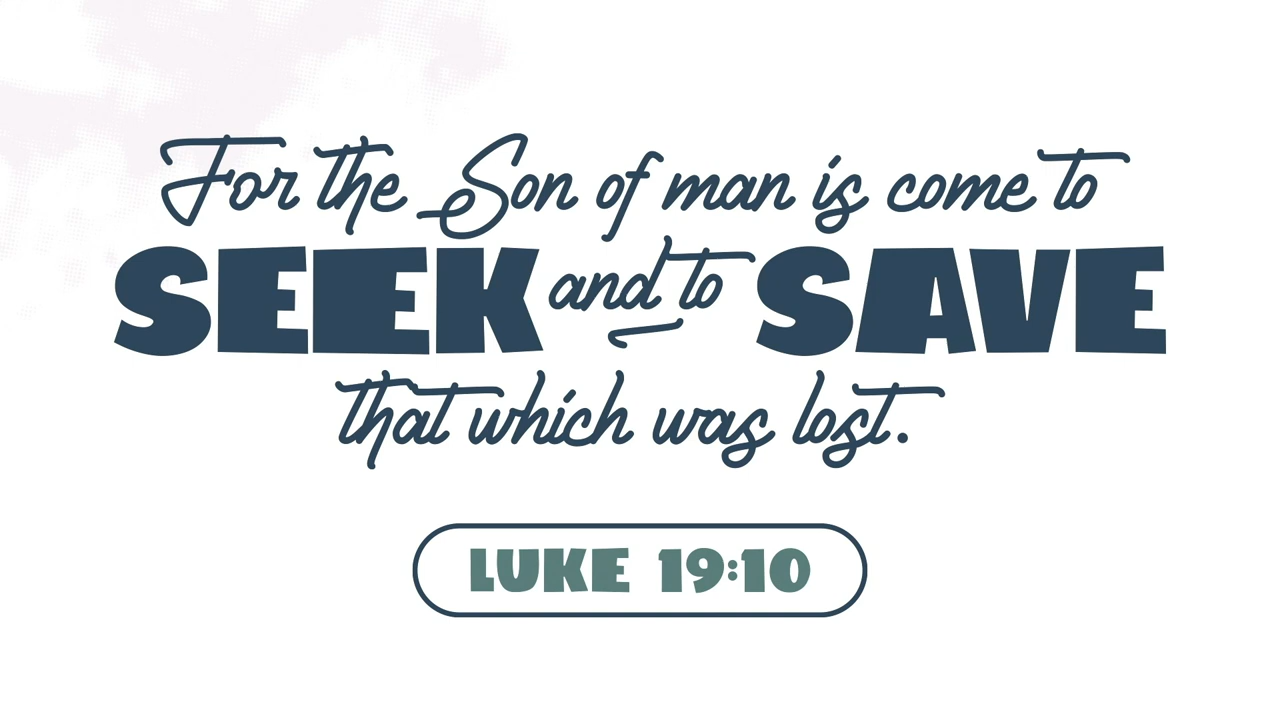 For the Son of man is come to
SEEK and to SAVE
that which was lost.
LUKE 19:10